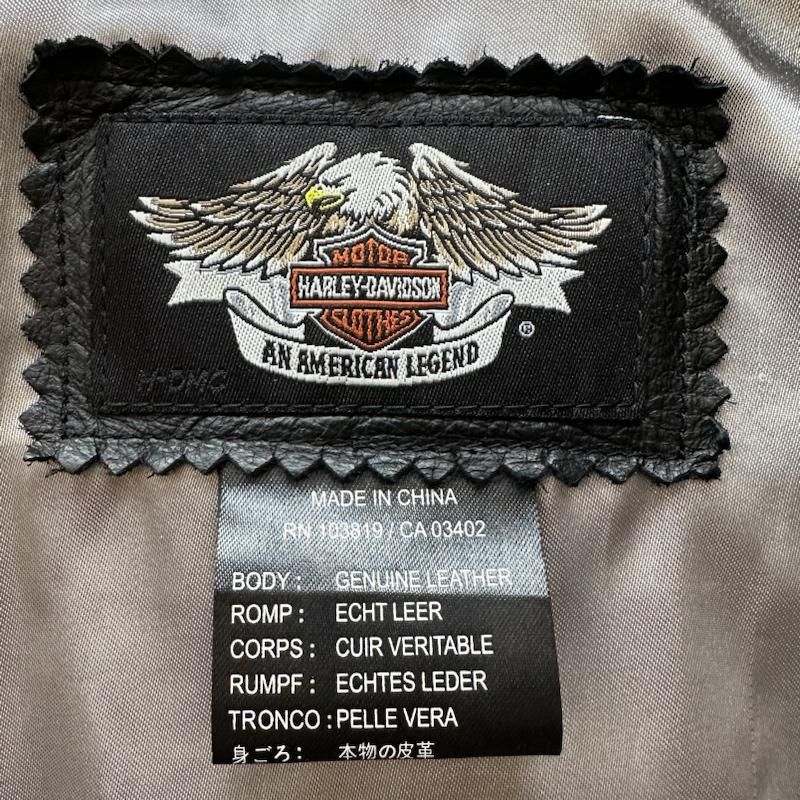 MOTOR
HARLEY-DAVIDSON
CLOTHES
®
AN AMERICAN LEGEND
H-DMC
MADE IN CHINA
RN 103819 / CA 03402
BODY : GENUINE LEATHER
ROMP : ECHT LEER
CORPS : CUIR VERITABLE
RUMPF : ECHTES LEDER
TRONCO : PELLE VERA
身ごろ : 本物の皮革